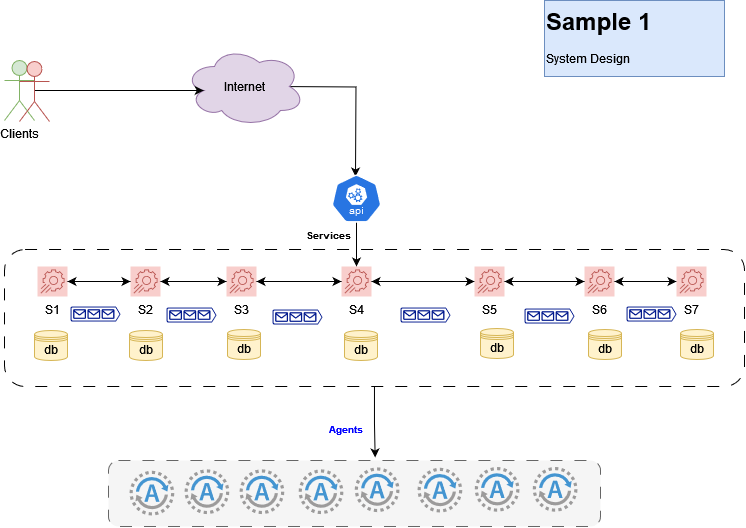 Sample 1
System Design
Internet
Clients
api
Services
S1 S2 S3 S4 S5 S6 S7
db db db db db db db
Agents
A A A A A A A A